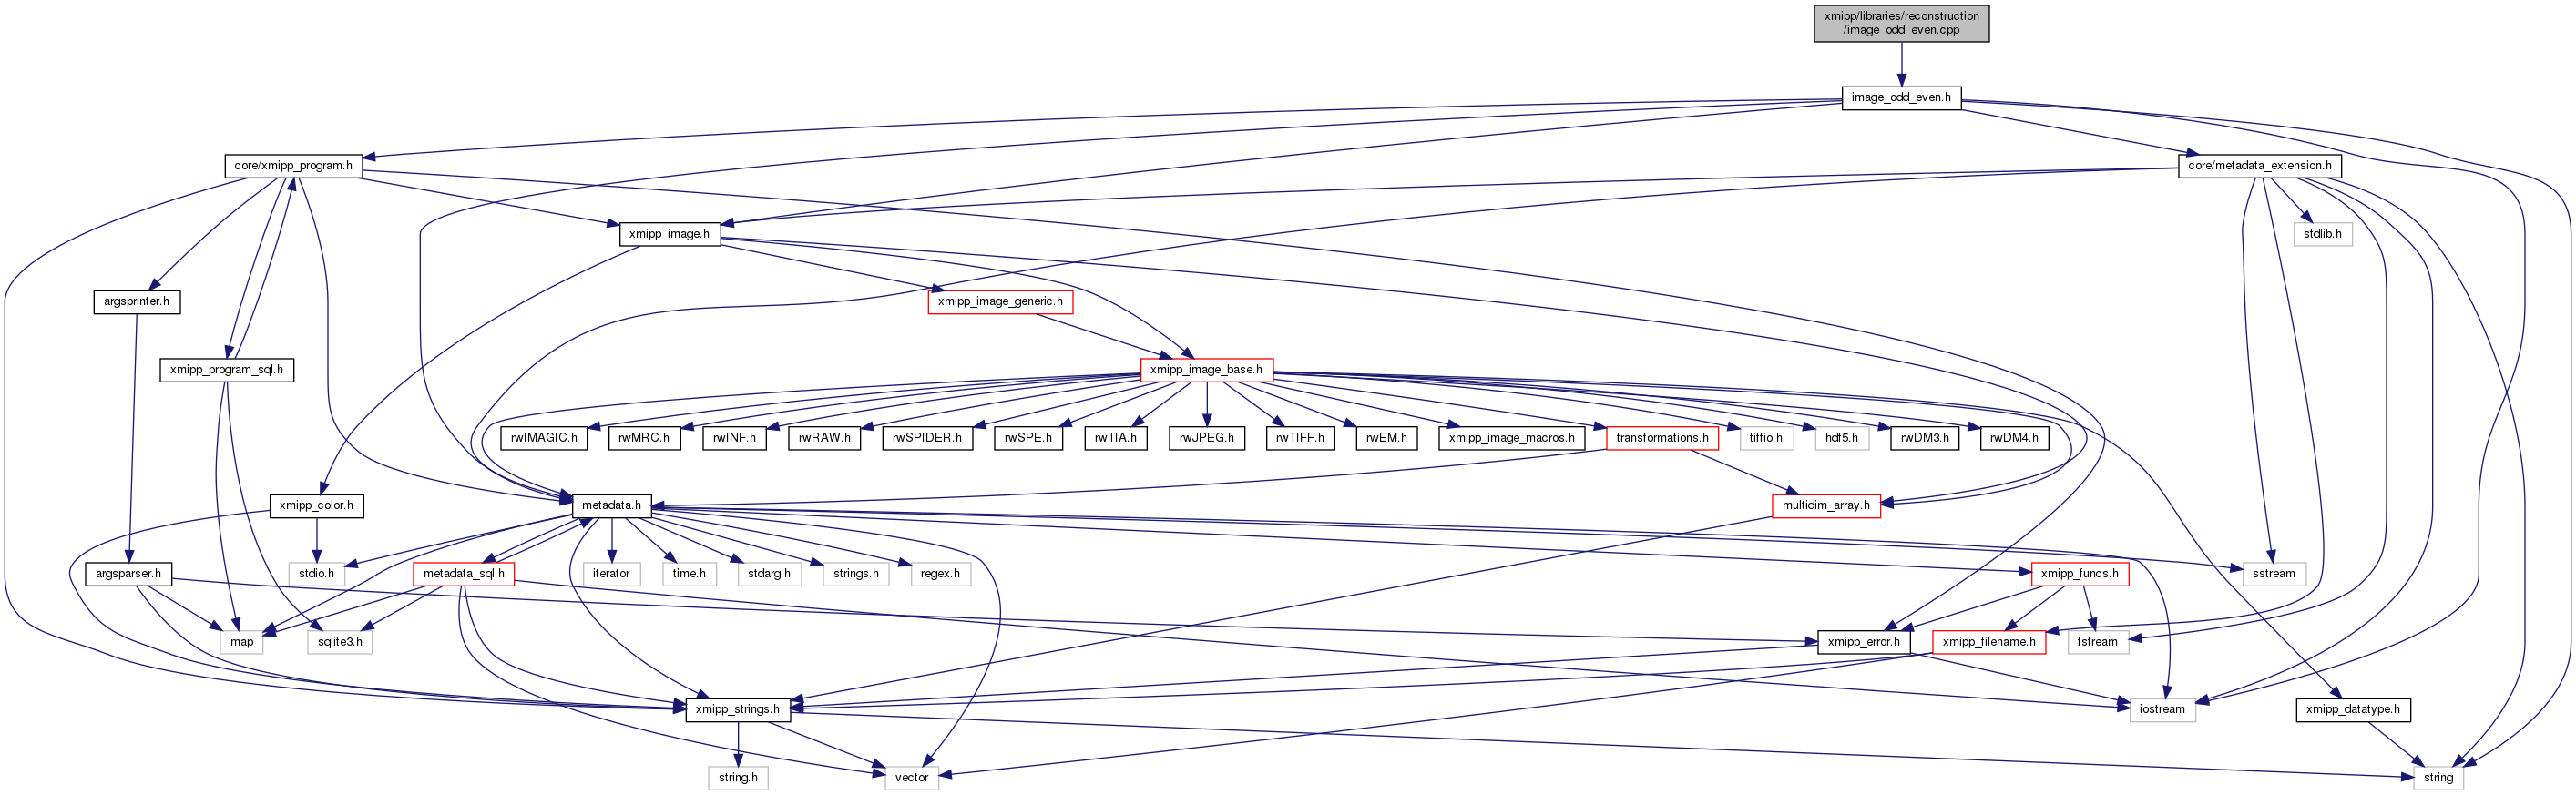 xmipp/libraries/reconstruction
/image_odd_even.cpp
image_odd_even.h
core/xmipp_program.h
core/metadata_extension.h
xmipp_image.h
stdlib.h
argsprinter.h
xmipp_image_generic.h
xmipp_program_sql.h
xmipp_image_base.h
rwIMAGIC.h
rwMRC.h
rwINF.h
rwRAW.h
rwSPIDER.h
rwSPE.h
rwTIA.h
rwJPEG.h
rwTIFF.h
rwEM.h
xmipp_image_macros.h
transformations.h
tiffio.h
hdf5.h
rwDM3.h
rwDM4.h
xmipp_color.h
metadata.h
multidim_array.h
argsparser.h
stdio.h
metadata_sql.h
iterator
time.h
stdarg.h
strings.h
regex.h
xmipp_funcs.h
sstream
map
sqlite3.h
xmipp_error.h
xmipp_filename.h
fstream
xmipp_strings.h
iostream
xmipp_datatype.h
string.h
vector
string